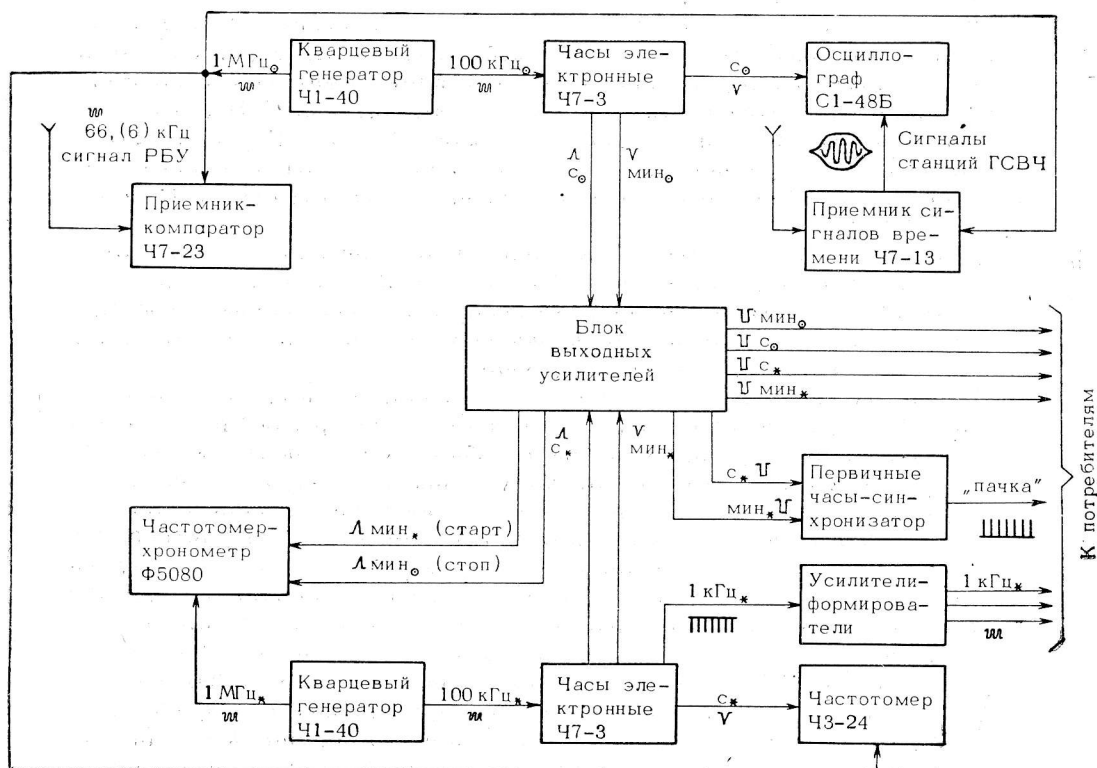 1 МГц☉
Кварцевый
генератор
Ч1-40
100 кГц☉
Часы эле-
ктронные
Ч7-3
с☉
Осцилло-
граф
С1-48Б
66,(6) кГц
сигнал РБУ
Приемник-
компаратор
Ч7-23
с☉
мин☉
Сигналы
станций ГСВЧ
Приемник сиг-
налов вре-
мени Ч7-13
Блок
выходных
усилителей
мин☉
с☉
с*
мин*
К потребителям
с*
мин*
с*
мин*
Первичные
часы-син-
хронизатор
„пачка"
Частотомер-
хронометр
Ф5080
мин* (старт)
мин☉ (стоп)
1 кГц*
Усилители-
формирова-
тели
1 кГц*
1 МГц*
Кварцевый
генератор
Ч1-40
100 кГц*
Часы эле-
ктронные
Ч7-3
с*
Частотомер
Ч3-24